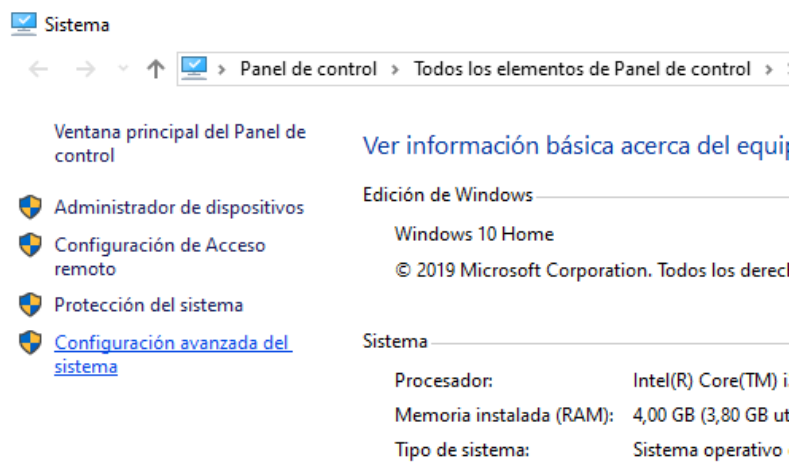 Sistema
Panel de control > Todos los elementos de Panel de control >
Ventana principal del Panel de
control
Administrador de dispositivos
Configuración de Acceso
remoto
Protección del sistema
Configuración avanzada del
sistema
Ver información básica acerca del equip
Edición de Windows
Windows 10 Home
© 2019 Microsoft Corporation. Todos los derech
Sistema
Procesador: Intel(R) Core(TM) i
Memoria instalada (RAM): 4,00 GB (3,80 GB ut
Tipo de sistema: Sistema operativo